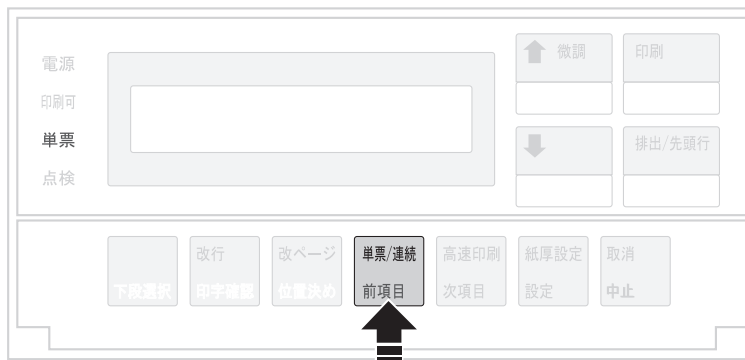 電源
印刷可
単票
点検
微調
印刷
排出/先頭行
下段選択
改行
印字確認
改ページ
位置決め
単票/連続
前項目
高速印刷
次項目
紙厚設定
設定
取消
中止